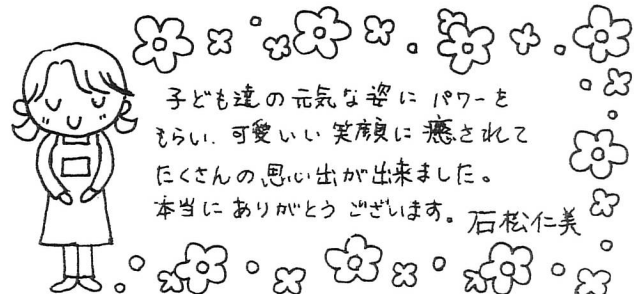 子ども達の元気な姿に パワーを
もらい、可愛いい笑顔に癒されて
たくさんの思い出が出来ました。
本当にありがとうございます。
石松仁美